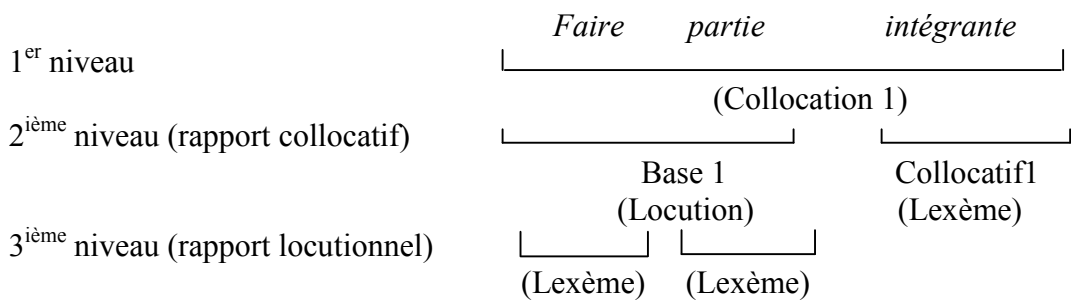 Faire partie intégrante
1er niveau
(Collocation 1)
2ième niveau (rapport collocatif)
Base 1 Collocatif1
(Locution) (Lexème)
3ième niveau (rapport locutionnel)
(Lexème) (Lexème)